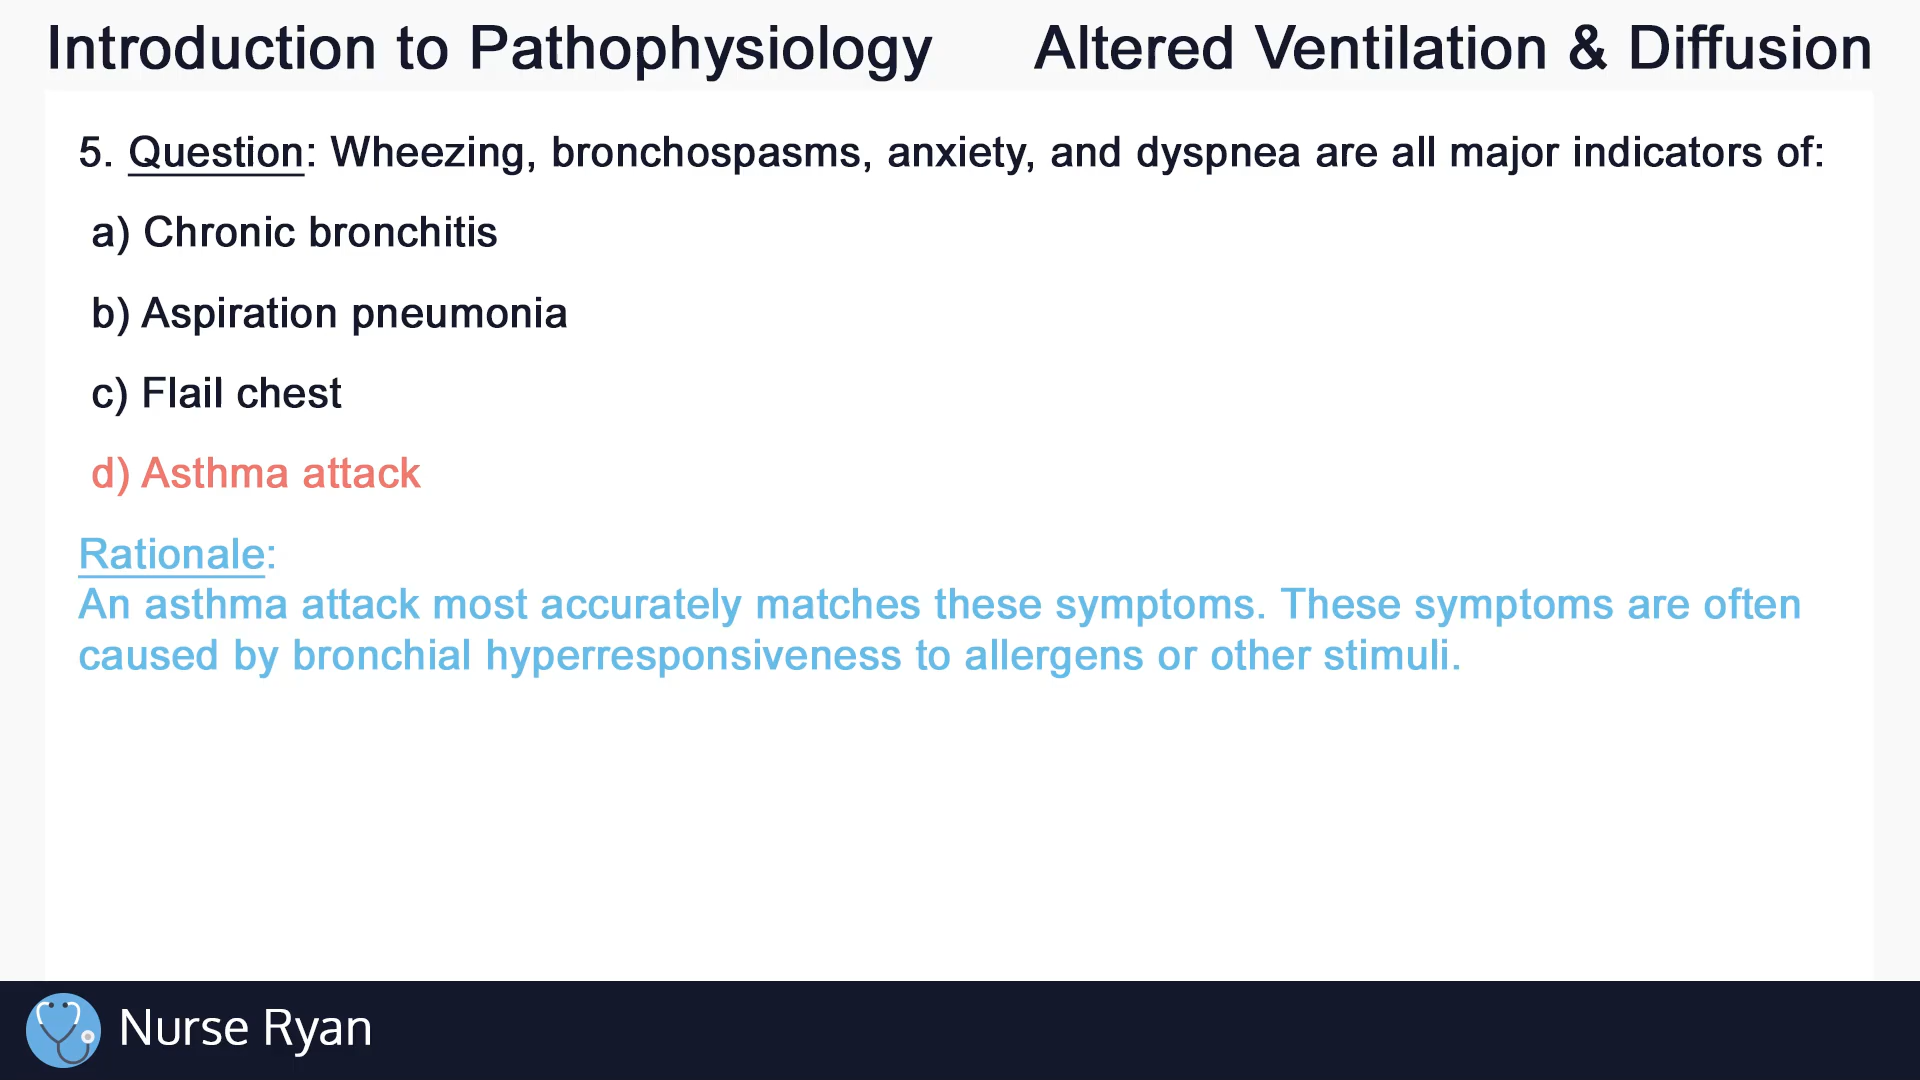 Introduction to Pathophysiology
Altered Ventilation & Diffusion
5. Question: Wheezing, bronchospasms, anxiety, and dyspnea are all major indicators of:
a) Chronic bronchitis
b) Aspiration pneumonia
c) Flail chest
d) Asthma attack
Rationale:
An asthma attack most accurately matches these symptoms. These symptoms are often
caused by bronchial hyperresponsiveness to allergens or other stimuli.
Nurse Ryan